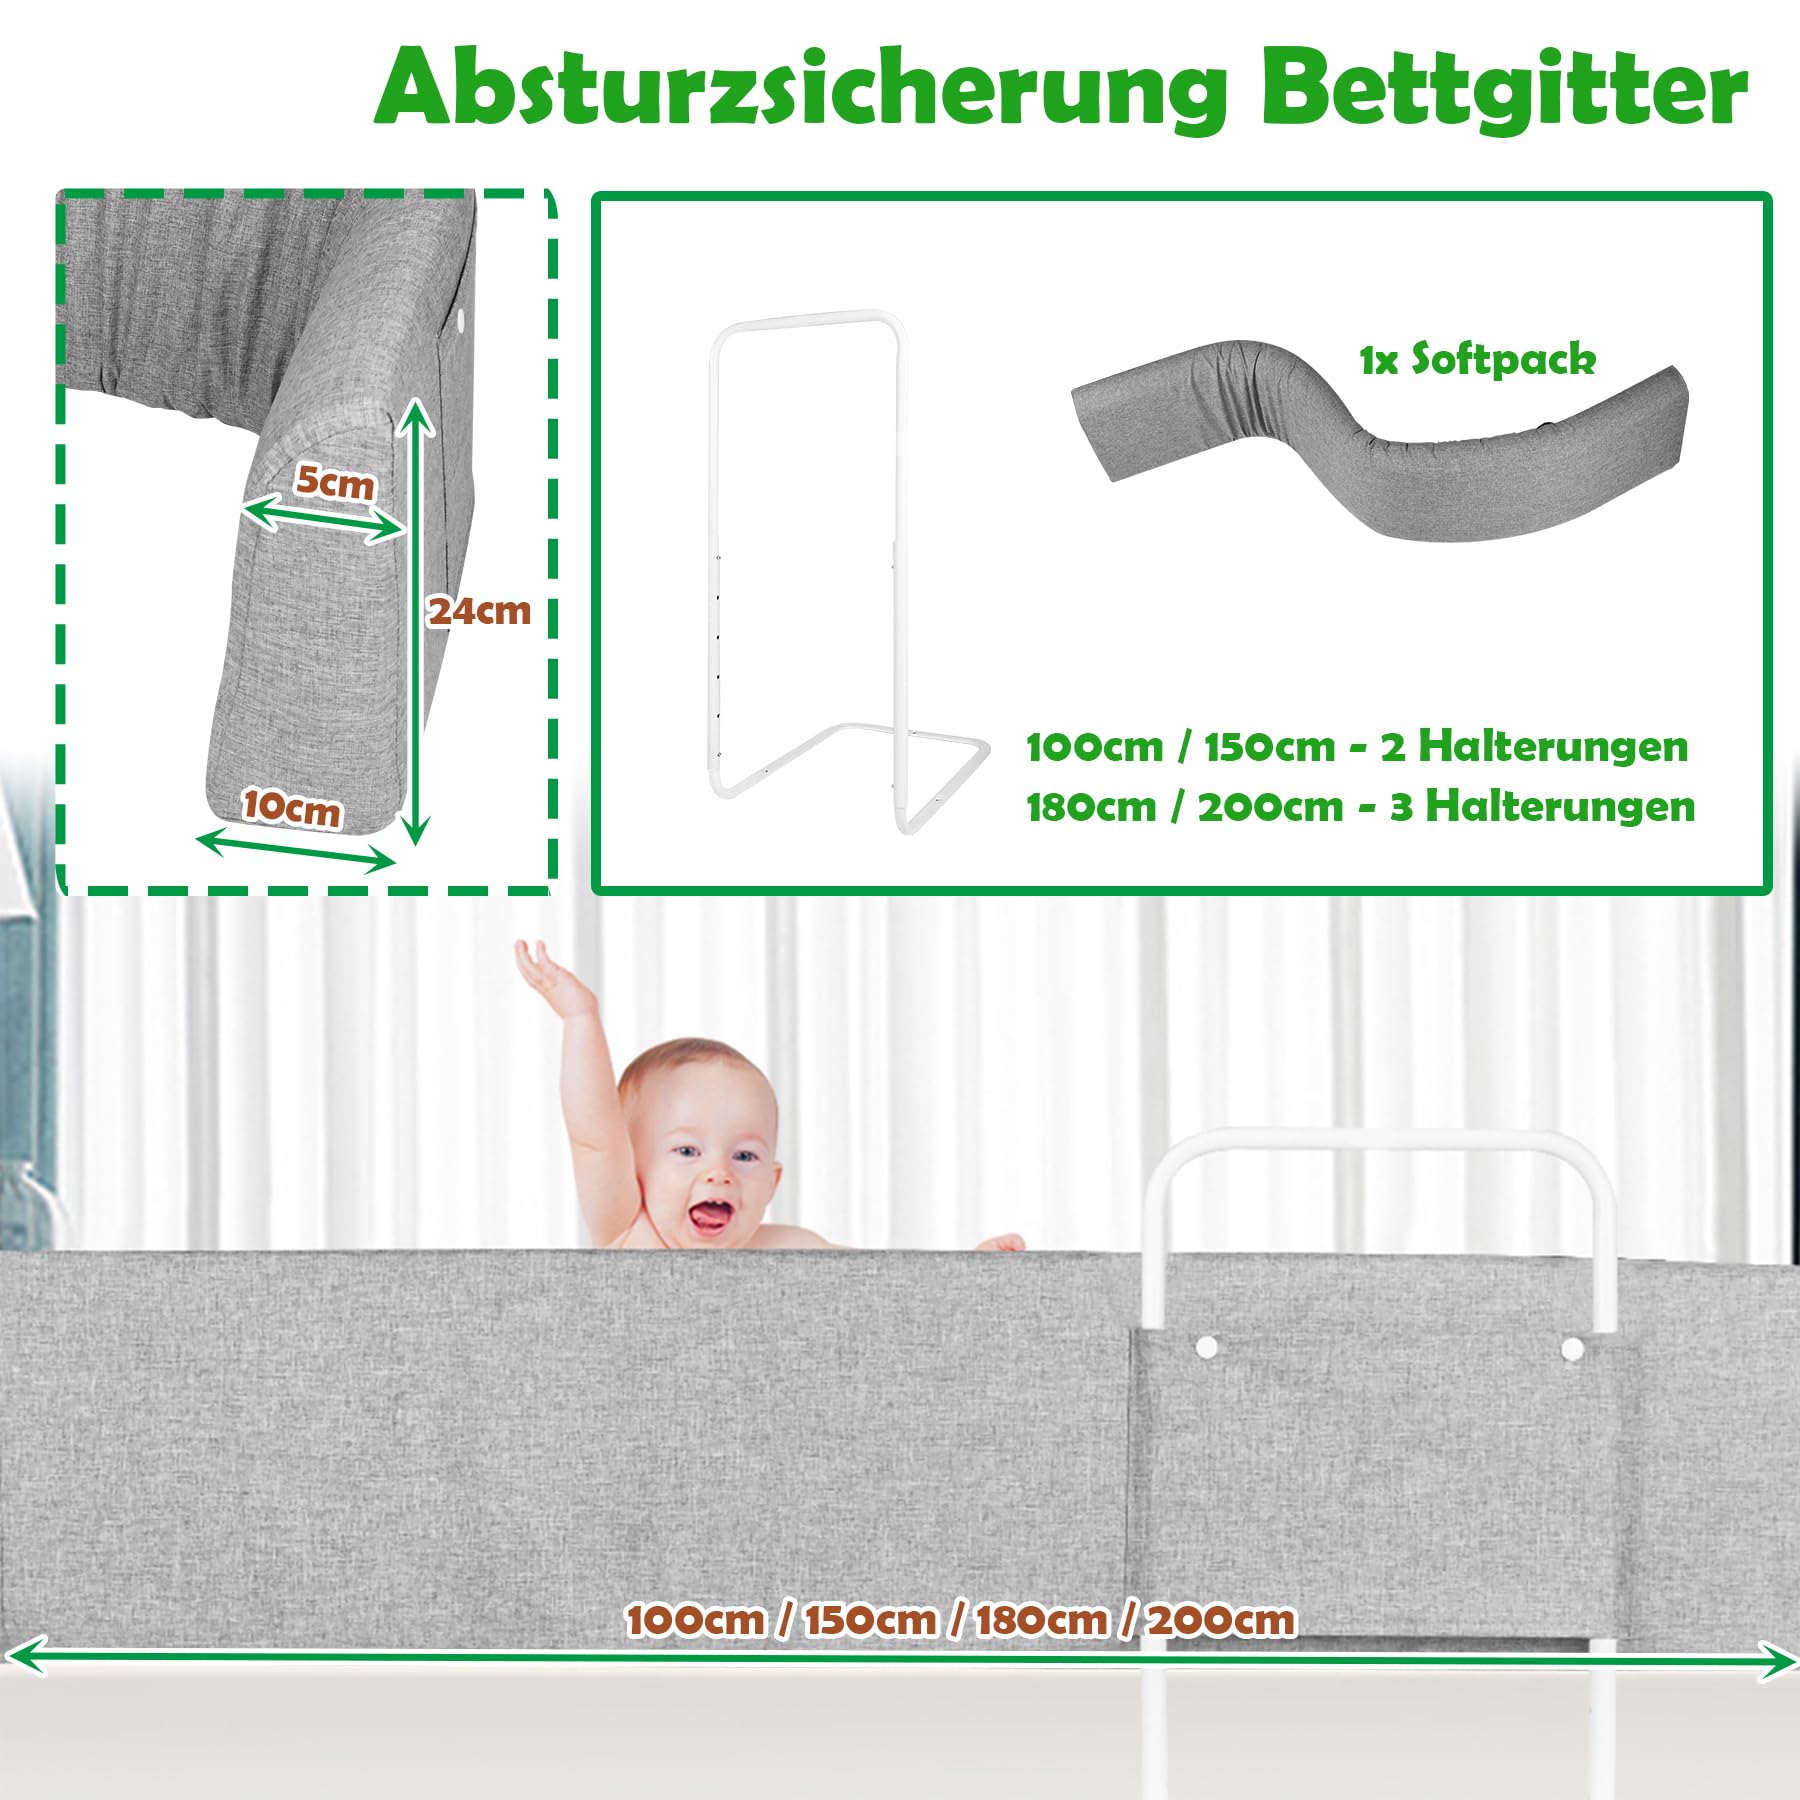 Absturzsicherung Bettgitter
5cm
24cm
10cm
1x Softpack
100cm / 150cm - 2 Halterungen
180cm / 200cm - 3 Halterungen
100cm / 150cm / 180cm / 200cm